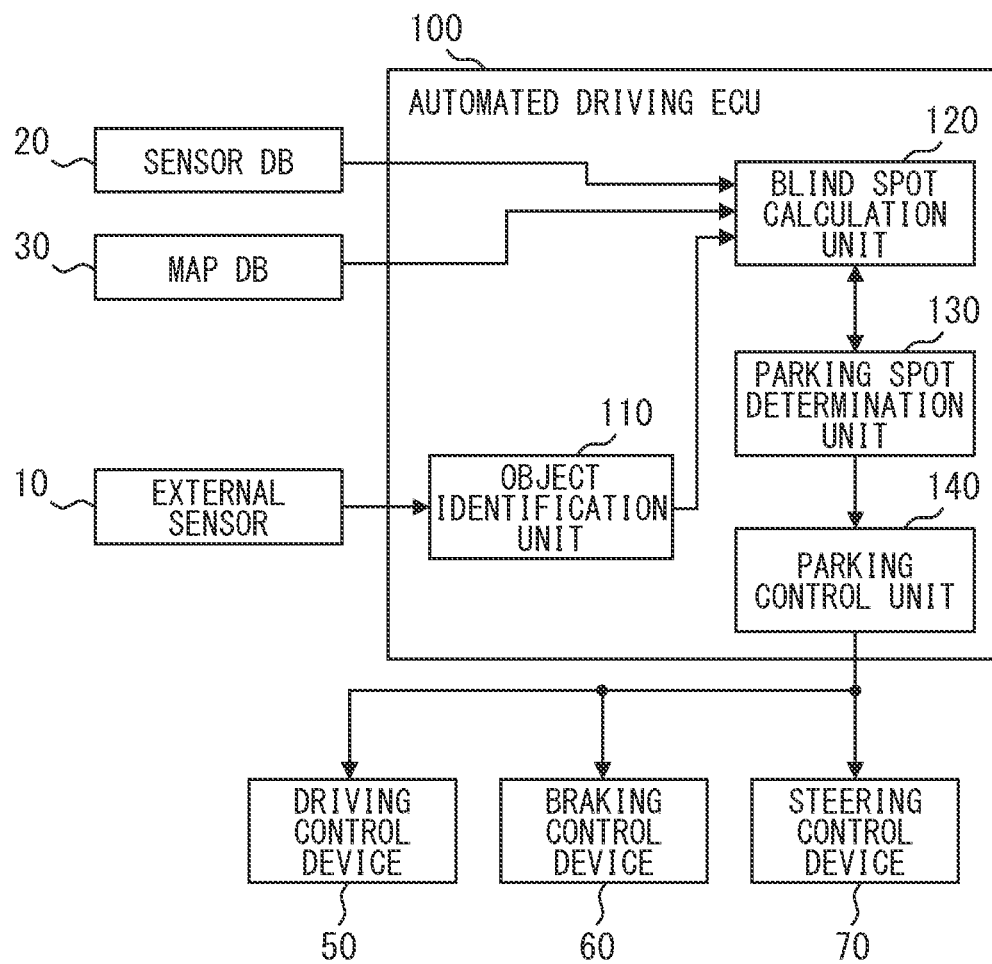 100
AUTOMATED DRIVING ECU
20
SENSOR DB
120
BLIND SPOT
CALCULATION
UNIT
30
MAP DB
130
PARKING SPOT
DETERMINATION
UNIT
110
OBJECT
IDENTIFICATION
UNIT
10
EXTERNAL
SENSOR
140
PARKING
CONTROL UNIT
DRIVING
CONTROL
DEVICE
BRAKING
CONTROL
DEVICE
STEERING
CONTROL
DEVICE
50
60
70